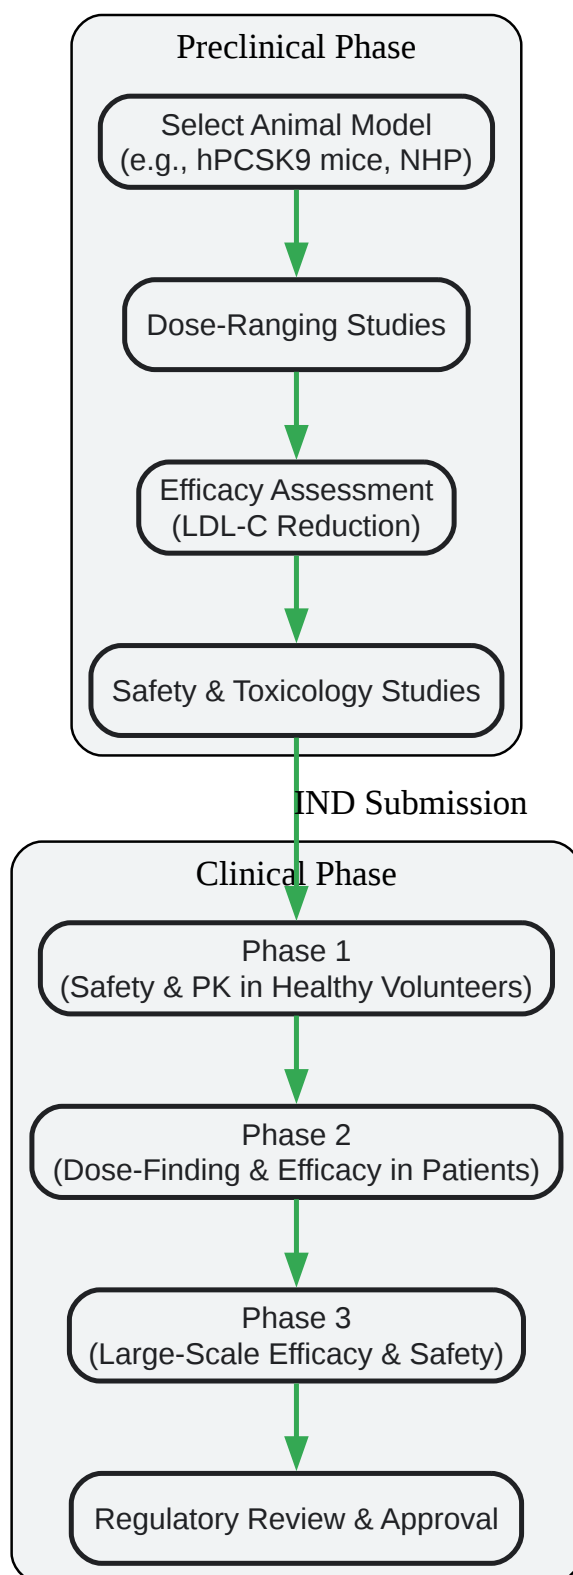 Preclinical Phase
Select Animal Model
(e.g., hPCSK9 mice, NHP)
Dose-Ranging Studies
Efficacy Assessment
(LDL-C Reduction)
Safety & Toxicology Studies
IND Submission
Clinical Phase
Phase 1
(Safety & PK in Healthy Volunteers)
Phase 2
(Dose-Finding & Efficacy in Patients)
Phase 3
(Large-Scale Efficacy & Safety)
Regulatory Review & Approval